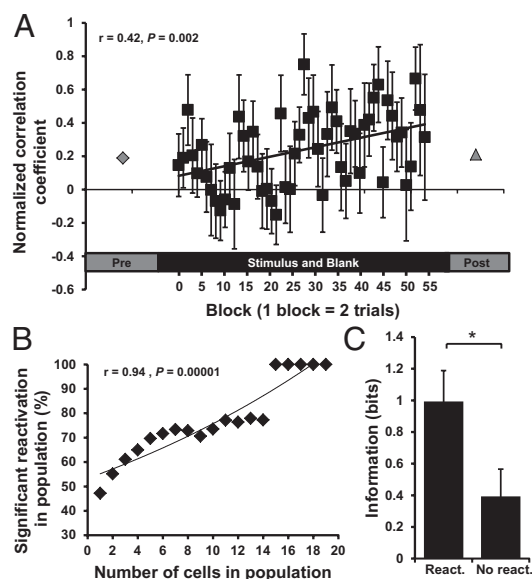 A
r = 0.42, P = 0.002
Normalized correlation
coefficient
1
0.8
0.6
0.4
0.2
0
-0.2
-0.4
-0.6
Pre
Stimulus and Blank
Post
0 5 10 15 20 25 30 35 40 45 50 55
Block (1 block = 2 trials)
B
r = 0.94 , P = 0.00001
Significant reactivation
in population (%)
100
90
80
70
60
50
40
30
0 2 4 6 8 10 12 14 16 18 20
Number of cells in population
C
*
Information (bits)
1.4
1.2
1
0.8
0.6
0.4
0.2
0
React. No react.